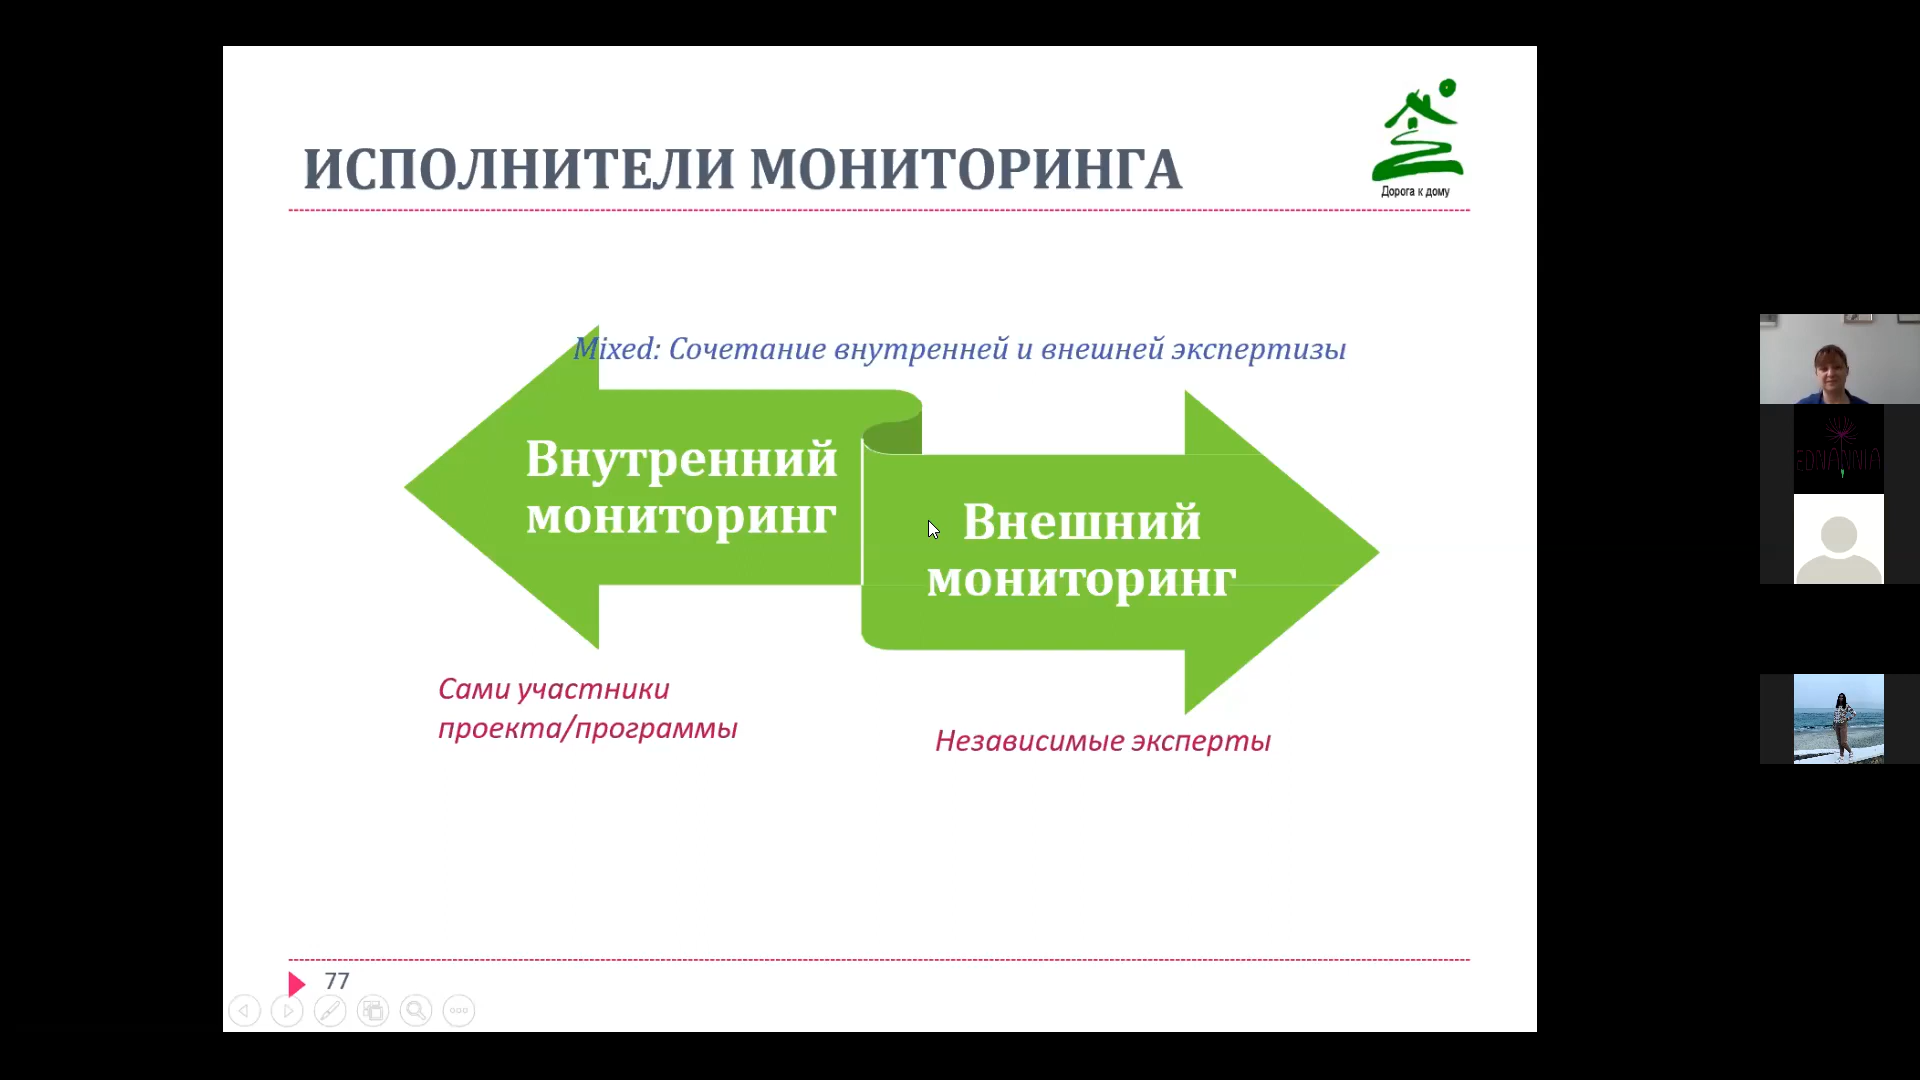 ИСПОЛНИТЕЛИ МОНИТОРИНГА
Дорога к дому
Mixed: Сочетание внутренней и внешней экспертизы
Внутренний
мониторинг
Внешний
мониторинг
Сами участники
проекта/программы
Независимые эксперты
77
EDNANNIA